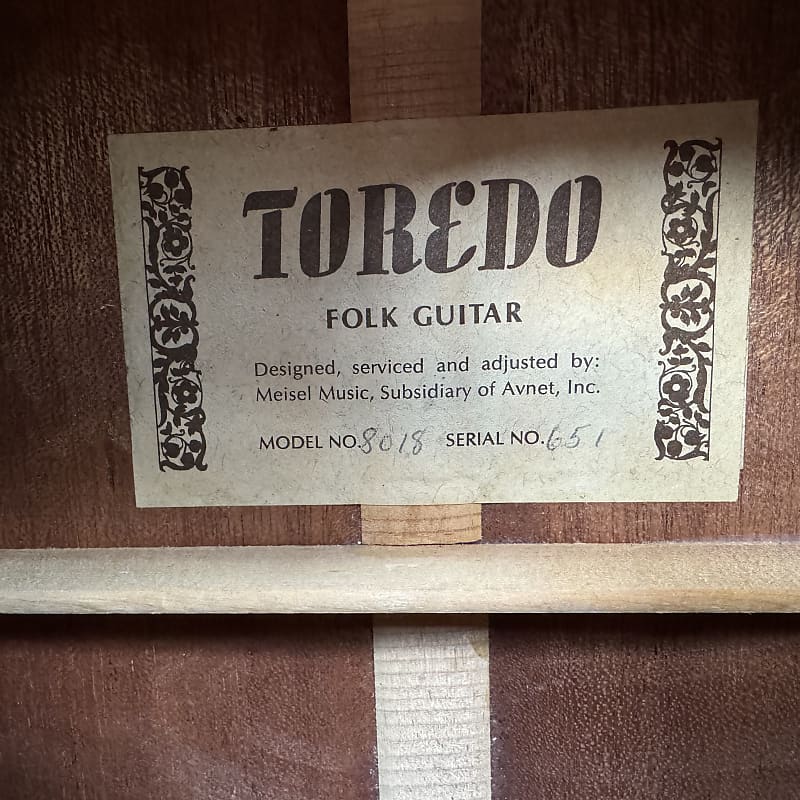 TOREDO
FOLK GUITAR
Designed, serviced and adjusted by:
Meisel Music, Subsidiary of Avnet, Inc.
MODEL NO. 8018 SERIAL NO. 651